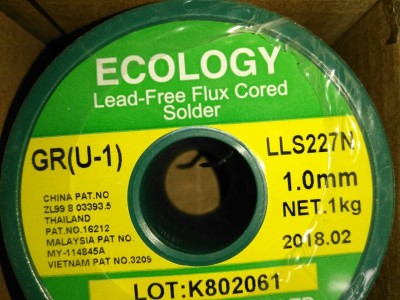 ECOLOGY
Lead-Free Flux Cored
Solder
GR(U-1)
LLS227N
1.0mm
NET.1kg
2018.02
CHINA PAT.NO
ZL99 8 03393.5
THAILAND
PAT.NO.16212
MALAYSIA PAT NO.
MY-114845A
VIETNAM PAT NO.3209
LOT:K802061